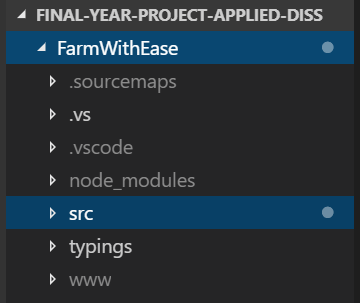 FINAL-YEAR-PROJECT-APPLIED-DISS
FarmWithEase
.sourcemaps
.vs
.vscode
node_modules
src
typings
www